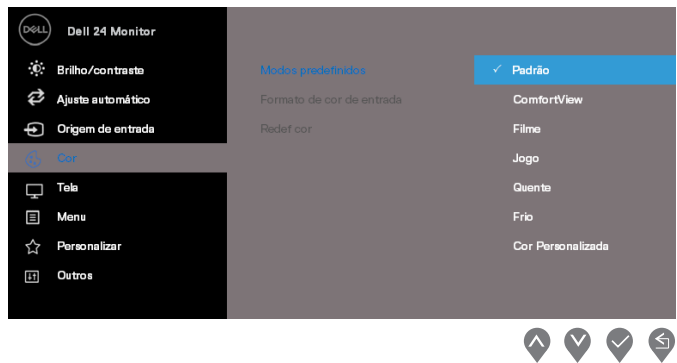 DELL Dell 24 Monitor
Brilho/contraste
Ajuste automático
Origem de entrada
Cor
Tela
Menu
Personalizar
Outros
Modos predefinidos
Formato de cor de entrada
Redef cor
Padrão
ComfortView
Filme
Jogo
Quente
Frio
Cor Personalizada